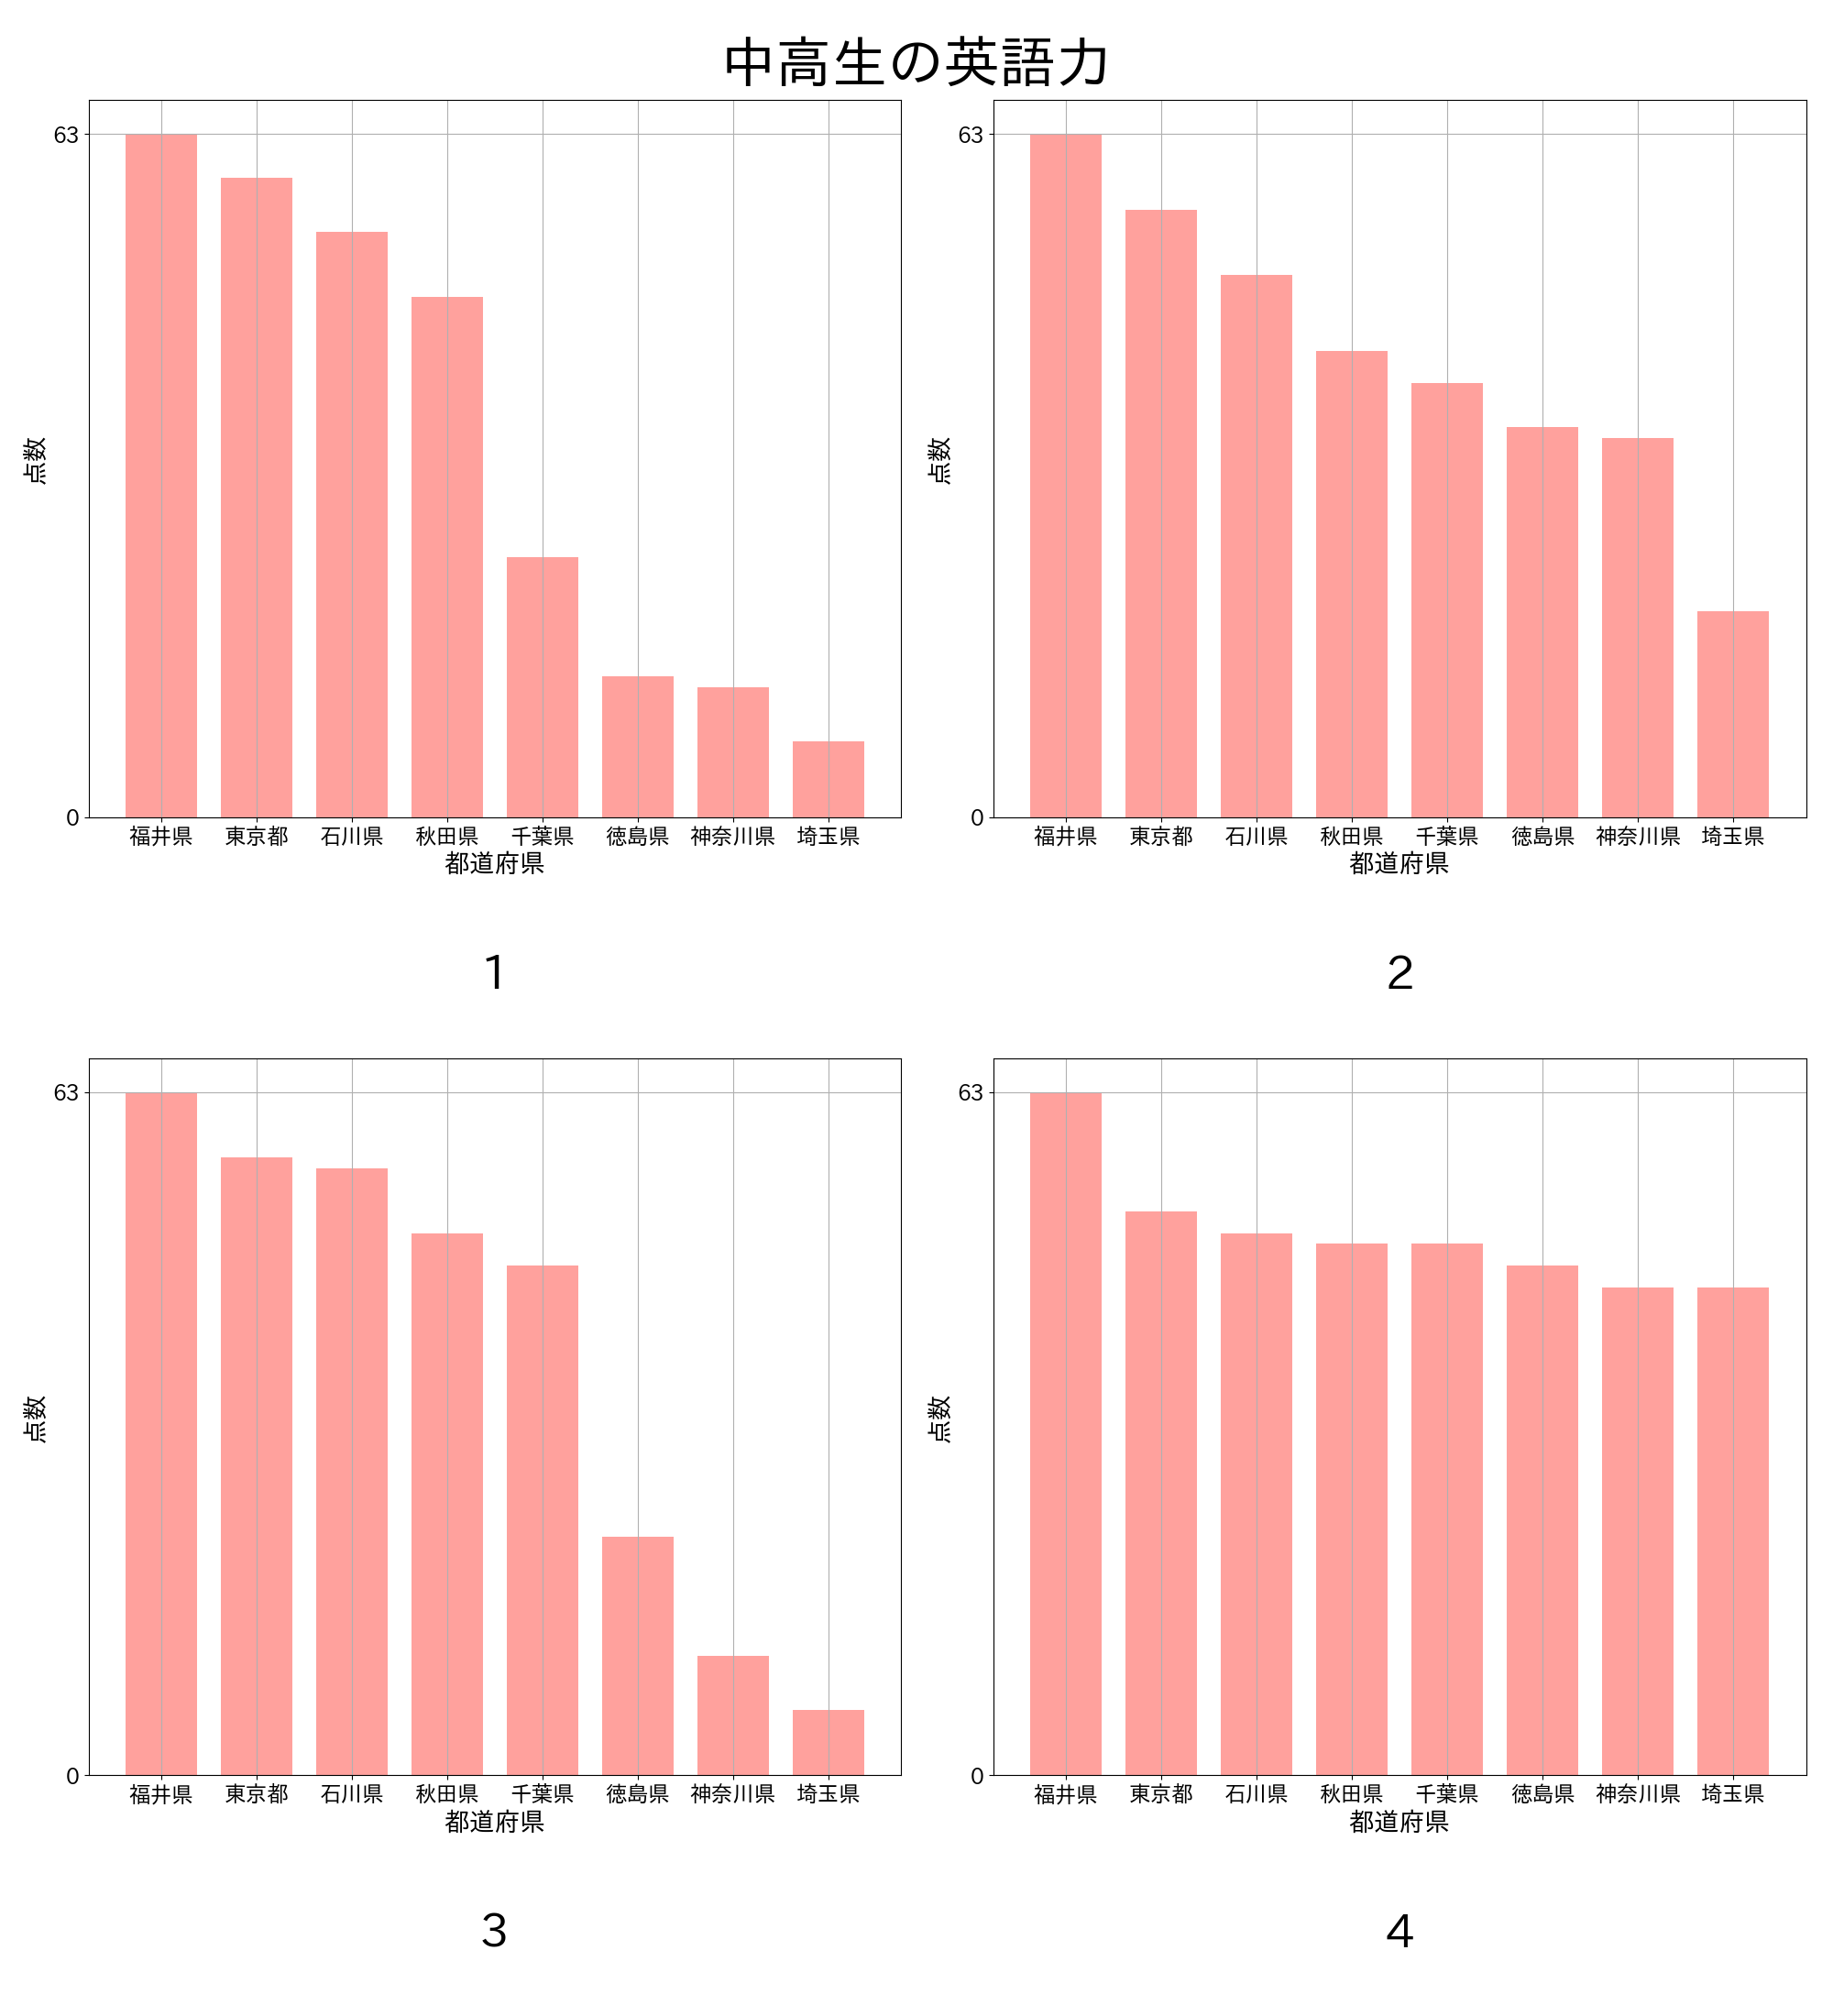 中高生の英語力
63
点数
0
福井県 東京都 石川県 秋田県 千葉県 徳島県 神奈川県 埼玉県
都道府県
1
63
点数
0
福井県 東京都 石川県 秋田県 千葉県 徳島県 神奈川県 埼玉県
都道府県
2
63
点数
0
福井県 東京都 石川県 秋田県 千葉県 徳島県 神奈川県 埼玉県
都道府県
3
63
点数
0
福井県 東京都 石川県 秋田県 千葉県 徳島県 神奈川県 埼玉県
都道府県
4